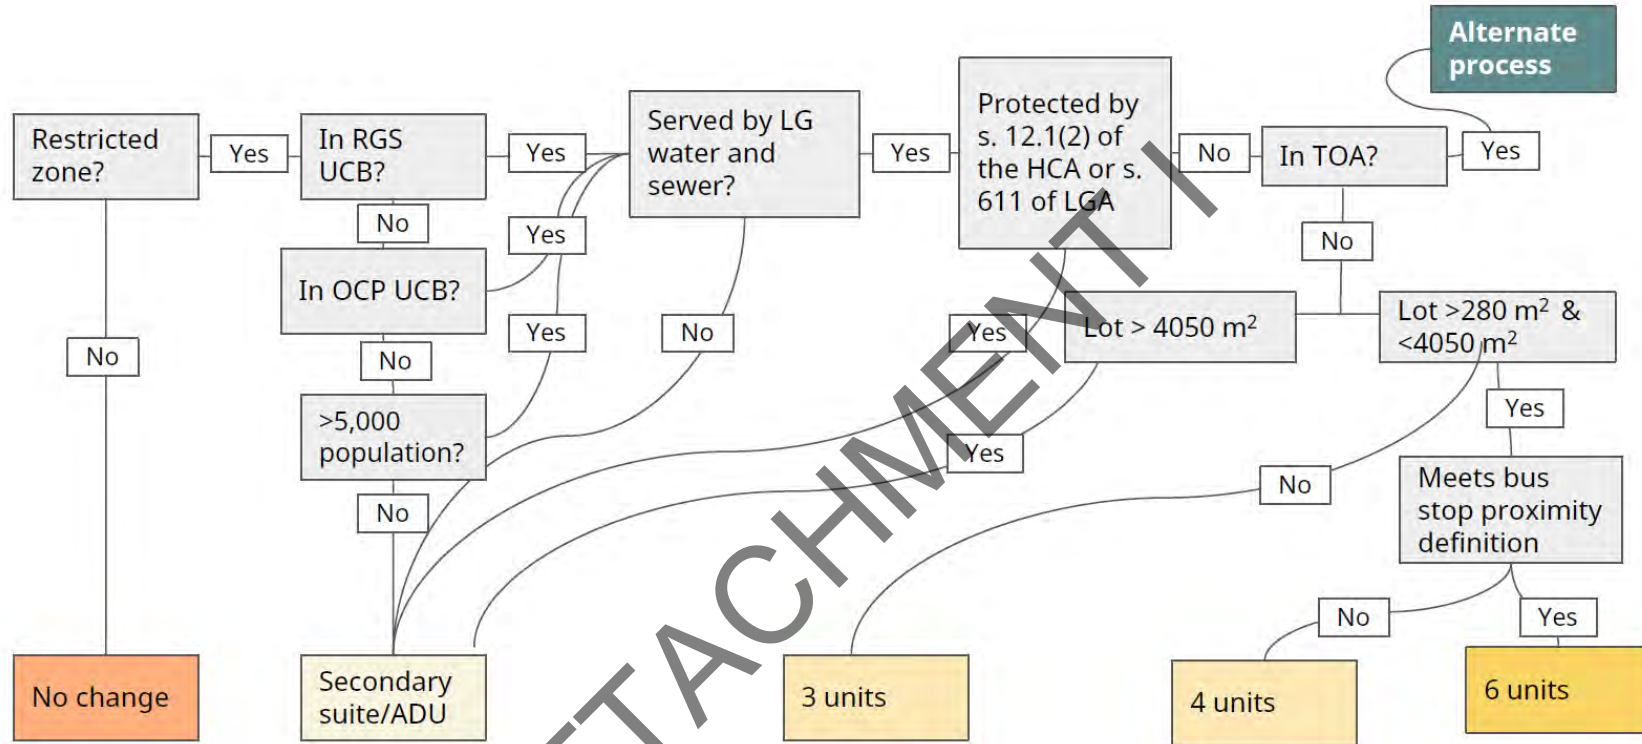 Alternate
process
Restricted
zone?
Yes
In RGS
UCB?
Yes
Served by LG
water and
sewer?
Yes
Protected by
s. 12.1(2) of
the HCA or s.
611 of LGA
No
In TOA?
Yes
No
Yes
No
In OCP UCB?
Yes
No
Yes
Lot > 4050 m²
Lot >280 m² &
<4050 m²
No
No
>5,000
population?
Yes
Yes
No
Meets bus
stop proximity
definition
No
No
Yes
No change
Secondary
suite/ADU
3 units
4 units
6 units
TTACHMENT I